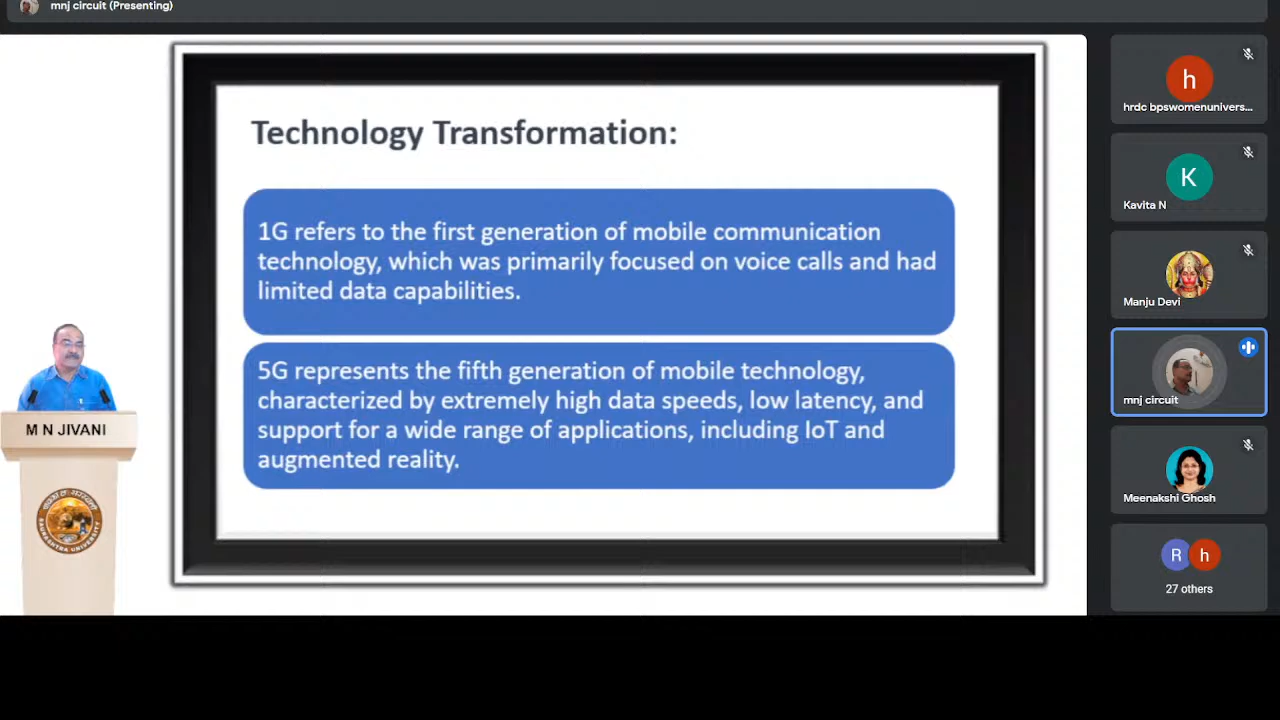 mnj circuit (Presenting)
Technology Transformation:
1G refers to the first generation of mobile communication
technology, which was primarily focused on voice calls and had
limited data capabilities.
5G represents the fifth generation of mobile technology,
characterized by extremely high data speeds, low latency, and
support for a wide range of applications, including IoT and
augmented reality.
M N JIVANI
SAURASHTRA UNIVERSITY
h
hrdc bpswomenunivers...
K
Kavita N
Manju Devi
mnj circuit
Meenakshi Ghosh
R h
27 others